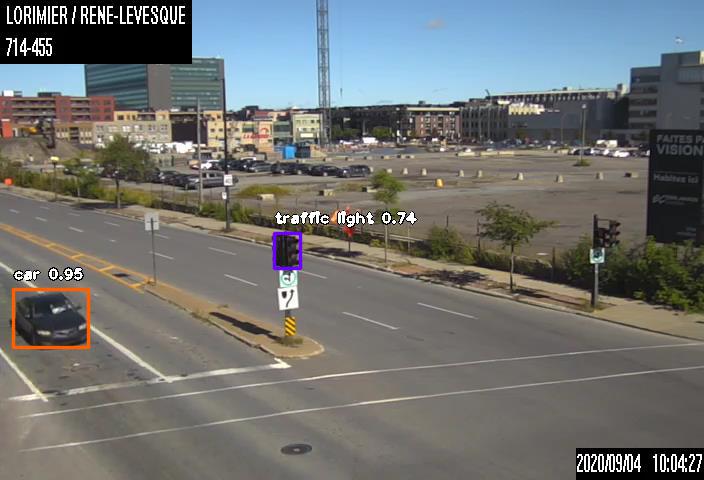 LORIMIER / RENE-LEVESQUE
714-455
traffic light 0.74
car 0.95
FAITES P
VISION
Habitez ici
2020/09/04 10:04:27